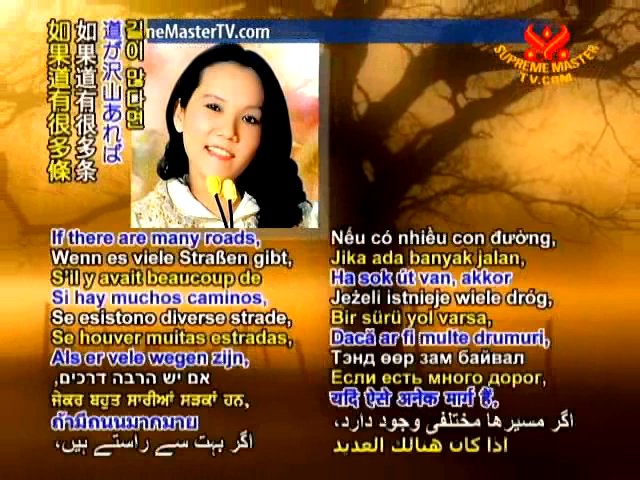 neMasterTV.com
SUPREME MASTER
TV.COM
길이 많다면
道が沢山あれば
如果道有很多条
如果道有很多條
If there are many roads,
Wenn es viele Straßen gibt,
S'il y avait beaucoup de
Si hay muchos caminos,
Se esistono diverse strade,
Se houver muitas estradas,
Als er vele wegen zijn,
אם יש הרבה דרכים,
ਜੇਕਰ ਬਹੁਤ ਸਾਰੀਆਂ ਸੜਕਾਂ ਹਨ,
ถ้ามีถนนมากมาย
اگر بہت سے راستے ہیں،
Nếu có nhiều con đường,
Jika ada banyak jalan,
Ha sok út van, akkor
Jeżeli istnieje wiele dróg,
Bir sürü yol varsa,
Dacă ar fi multe drumuri,
Тэнд өөр зам байвал
Если есть много дорог,
यदि ऐसे अनेक मार्ग हैं,
اگر مسیرها مختلفی وجود دارد،
اذا كان هنالك العديد